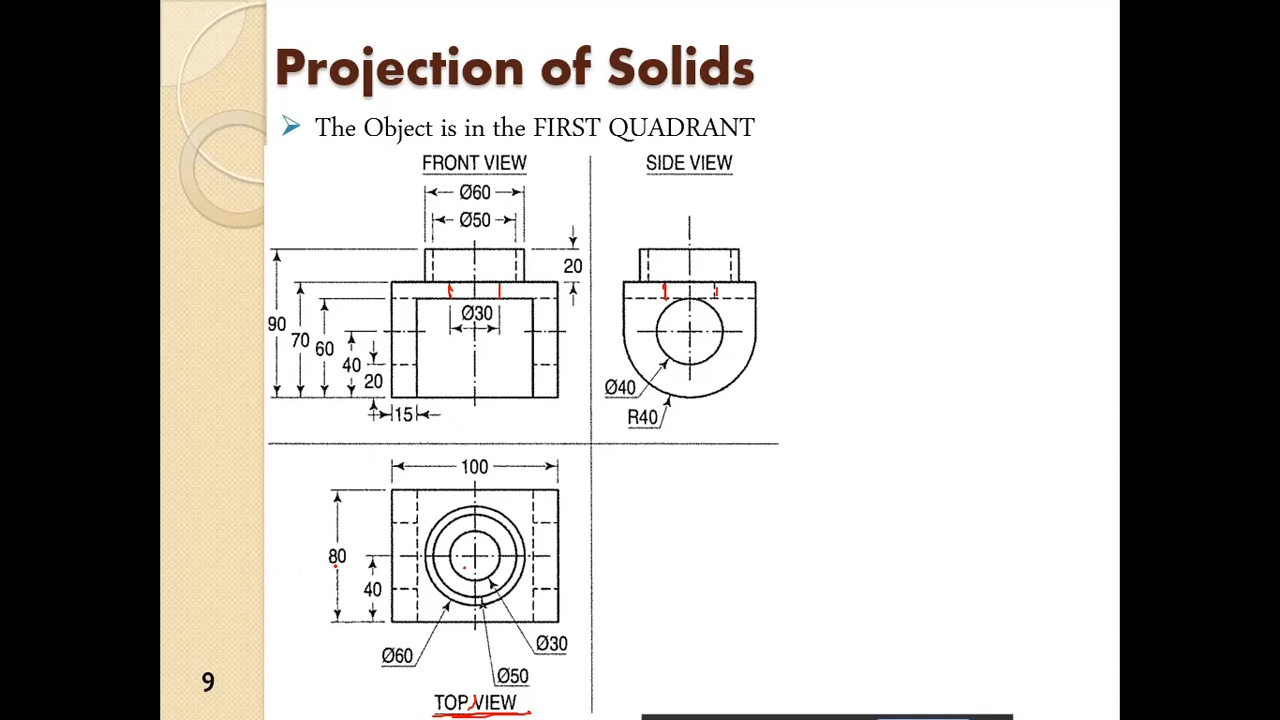 Projection of Solids
The Object is in the FIRST QUADRANT
FRONT VIEW
SIDE VIEW
Ø60
Ø50
20
90
70
60
40
20
Ø30
15
Ø40
R40
100
80
40
Ø30
Ø60
Ø50
TOP VIEW
9